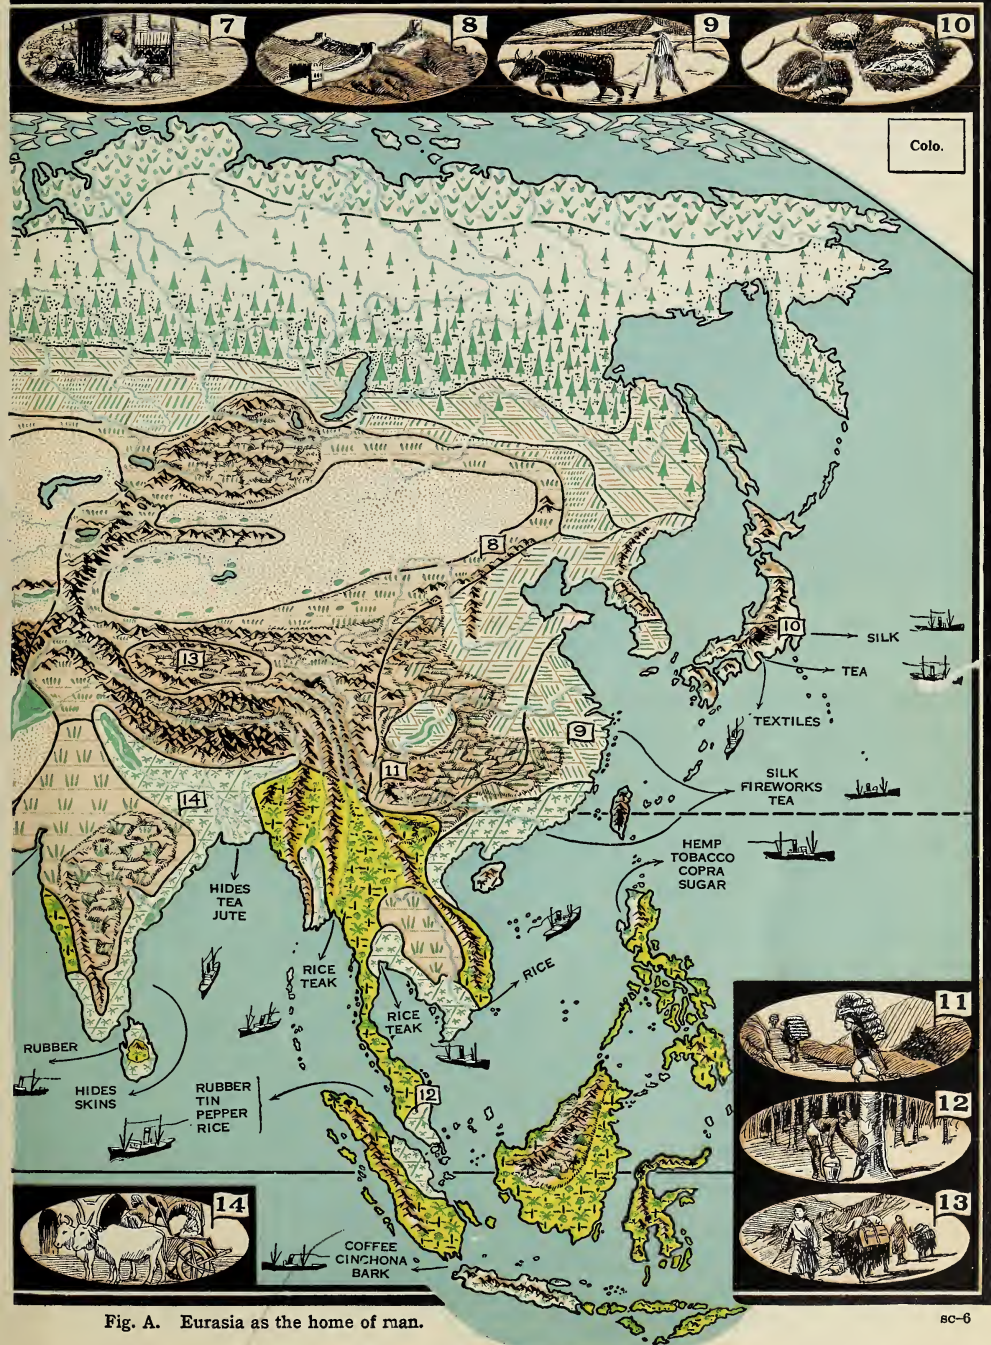 7
8
9
10
Colo.
8
10
SILK
13
TEA
TEXTILES
9
11
SILK
FIREWORKS
TEA
14
HEMP
TOBACCO
COPRA
SUGAR
HIDES
TEA
JUTE
RICE
TEAK
RICE
RICE
TEAK
11
RUBBER
HIDES
SKINS
RUBBER
TIN
PEPPER
RICE
12
12
13
14
COFFEE
CINCHONA
BARK
Fig. A. Eurasia as the home of man.
SC-6